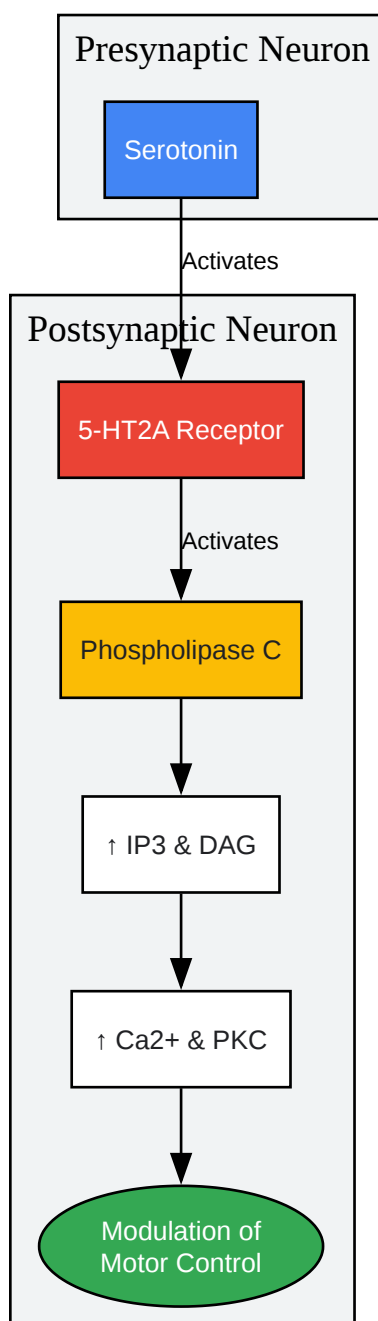 Presynaptic Neuron
Serotonin
Activates
Postsynaptic Neuron
5-HT2A Receptor
Activates
Phospholipase C
↑ IP3 & DAG
↑ Ca2+ & PKC
Modulation of
Motor Control